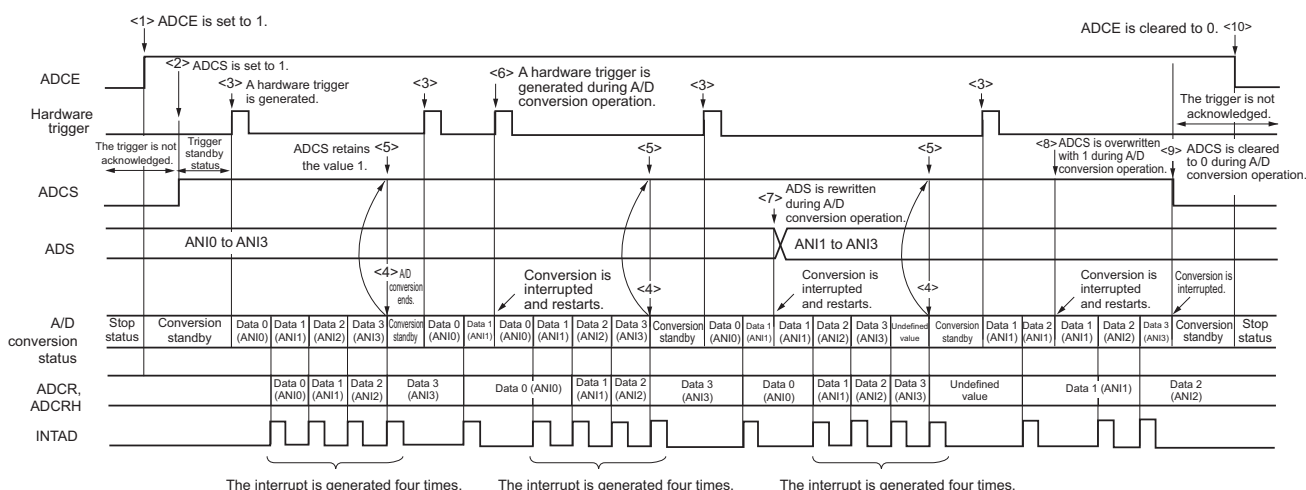 <1> ADCE is set to 1.
ADCE is cleared to 0. <10>
ADCE
<2> ADCS is set to 1.
<3> A hardware trigger
is generated.
<3>
<6> A hardware trigger is
generated during A/D
conversion operation.
<3>
<3>
The trigger is not
acknowledged.
Hardware
trigger
The trigger is not
acknowledged.
Trigger
standby
status
ADCS retains
the value 1.
<5>
<5>
<5>
<8> ADCS is overwritten
with 1 during A/D
conversion operation.
<9> ADCS is cleared
to 0 during A/D
conversion operation.
ADCS
<7> ADS is rewritten
during A/D
conversion operation.
ADS
ANI0 to ANI3
ANI1 to ANI3
<4> A/D
conversion
ends.
Conversion is
interrupted
and restarts.
<4>
Conversion is
interrupted
and restarts.
<4>
Conversion is
interrupted
and restarts.
Conversion is
interrupted.
A/D
conversion
status
Stop
status
Conversion
standby
Data 0
(ANI0)
Data 1
(ANI1)
Data 2
(ANI2)
Data 3
(ANI3)
Conversion
standby
Data 0
(ANI0)
Data 1
(ANI1)
Data 0
(ANI0)
Data 1
(ANI1)
Data 2
(ANI2)
Data 3
(ANI3)
Conversion
standby
Data 0
(ANI0)
Data 1
(ANI1)
Data 1
(ANI1)
Data 2
(ANI2)
Data 3
(ANI3)
Undefined
value
Conversion
standby
Data 1
(ANI1)
Data 2
(ANI2)
Data 1
(ANI1)
Data 2
(ANI2)
Data 3
(ANI3)
Conversion
standby
Stop
status
ADCR,
ADCRH
Data 0
(ANI0)
Data 1
(ANI1)
Data 2
(ANI2)
Data 3
(ANI3)
Data 0 (ANI0)
Data 1
(ANI1)
Data 2
(ANI2)
Data 3
(ANI3)
Data 0
(ANI0)
Data 1
(ANI1)
Data 2
(ANI2)
Data 3
(ANI3)
Undefined
value
Data 1 (ANI1)
Data 2
(ANI2)
INTAD
The interrupt is generated four times.
The interrupt is generated four times.
The interrupt is generated four times.